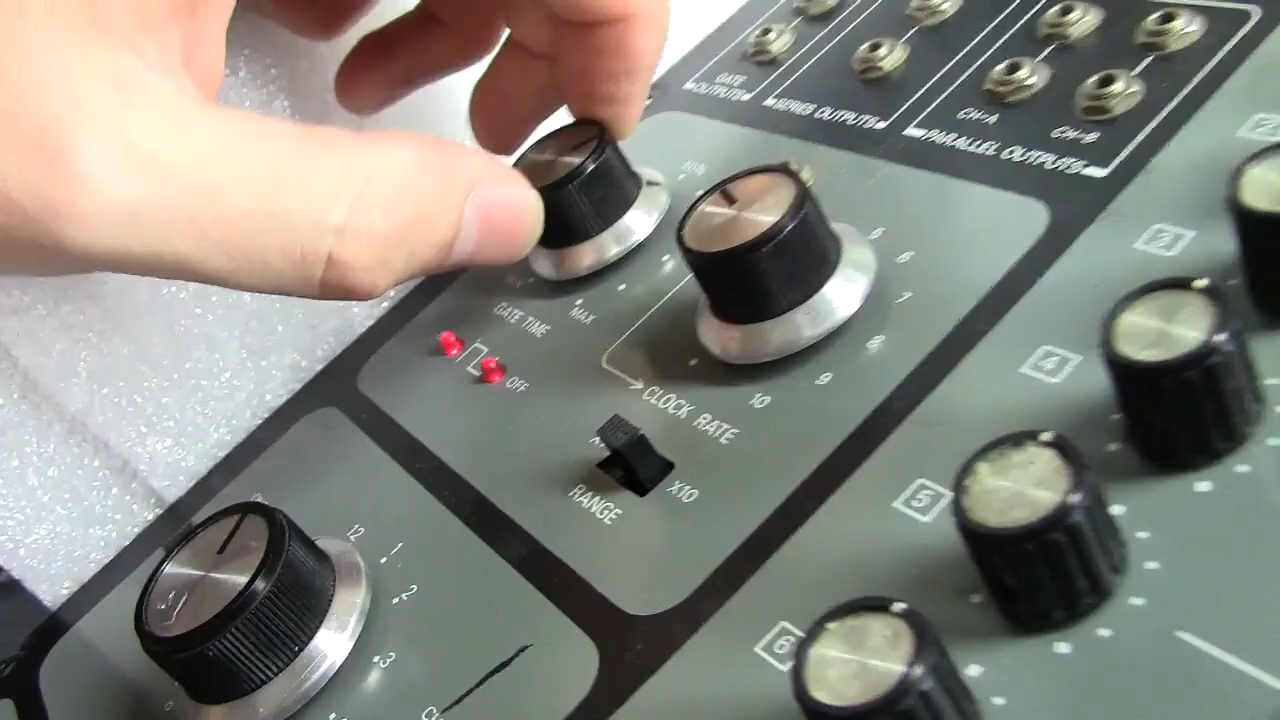 GATE
OUTPUTS
SERIES OUTPUTS
CH-A
CH-B
PARALLEL OUTPUTS
MIN
5
6
7
8
9
10
MAX
GATE TIME
OFF
CLOCK RATE
X10
RANGE
4
5
6
12
1
2
3